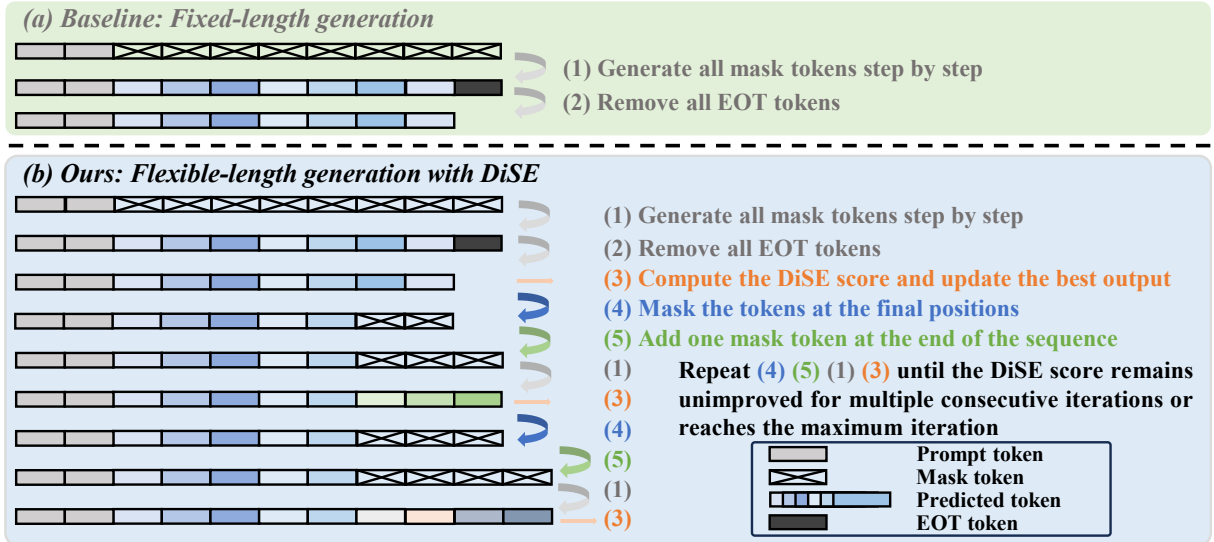 (a) Baseline: Fixed-length generation
(1) Generate all mask tokens step by step
(2) Remove all EOT tokens
(b) Ours: Flexible-length generation with DiSE
(1) Generate all mask tokens step by step
(2) Remove all EOT tokens
(3) Compute the DiSE score and update the best output
(4) Mask the tokens at the final positions
(5) Add one mask token at the end of the sequence
(1)
(3)
(4)
(5)
(1)
(3)
Repeat (4) (5) (1) (3) until the DiSE score remains
unimproved for multiple consecutive iterations or
reaches the maximum iteration
Prompt token
Mask token
Predicted token
EOT token